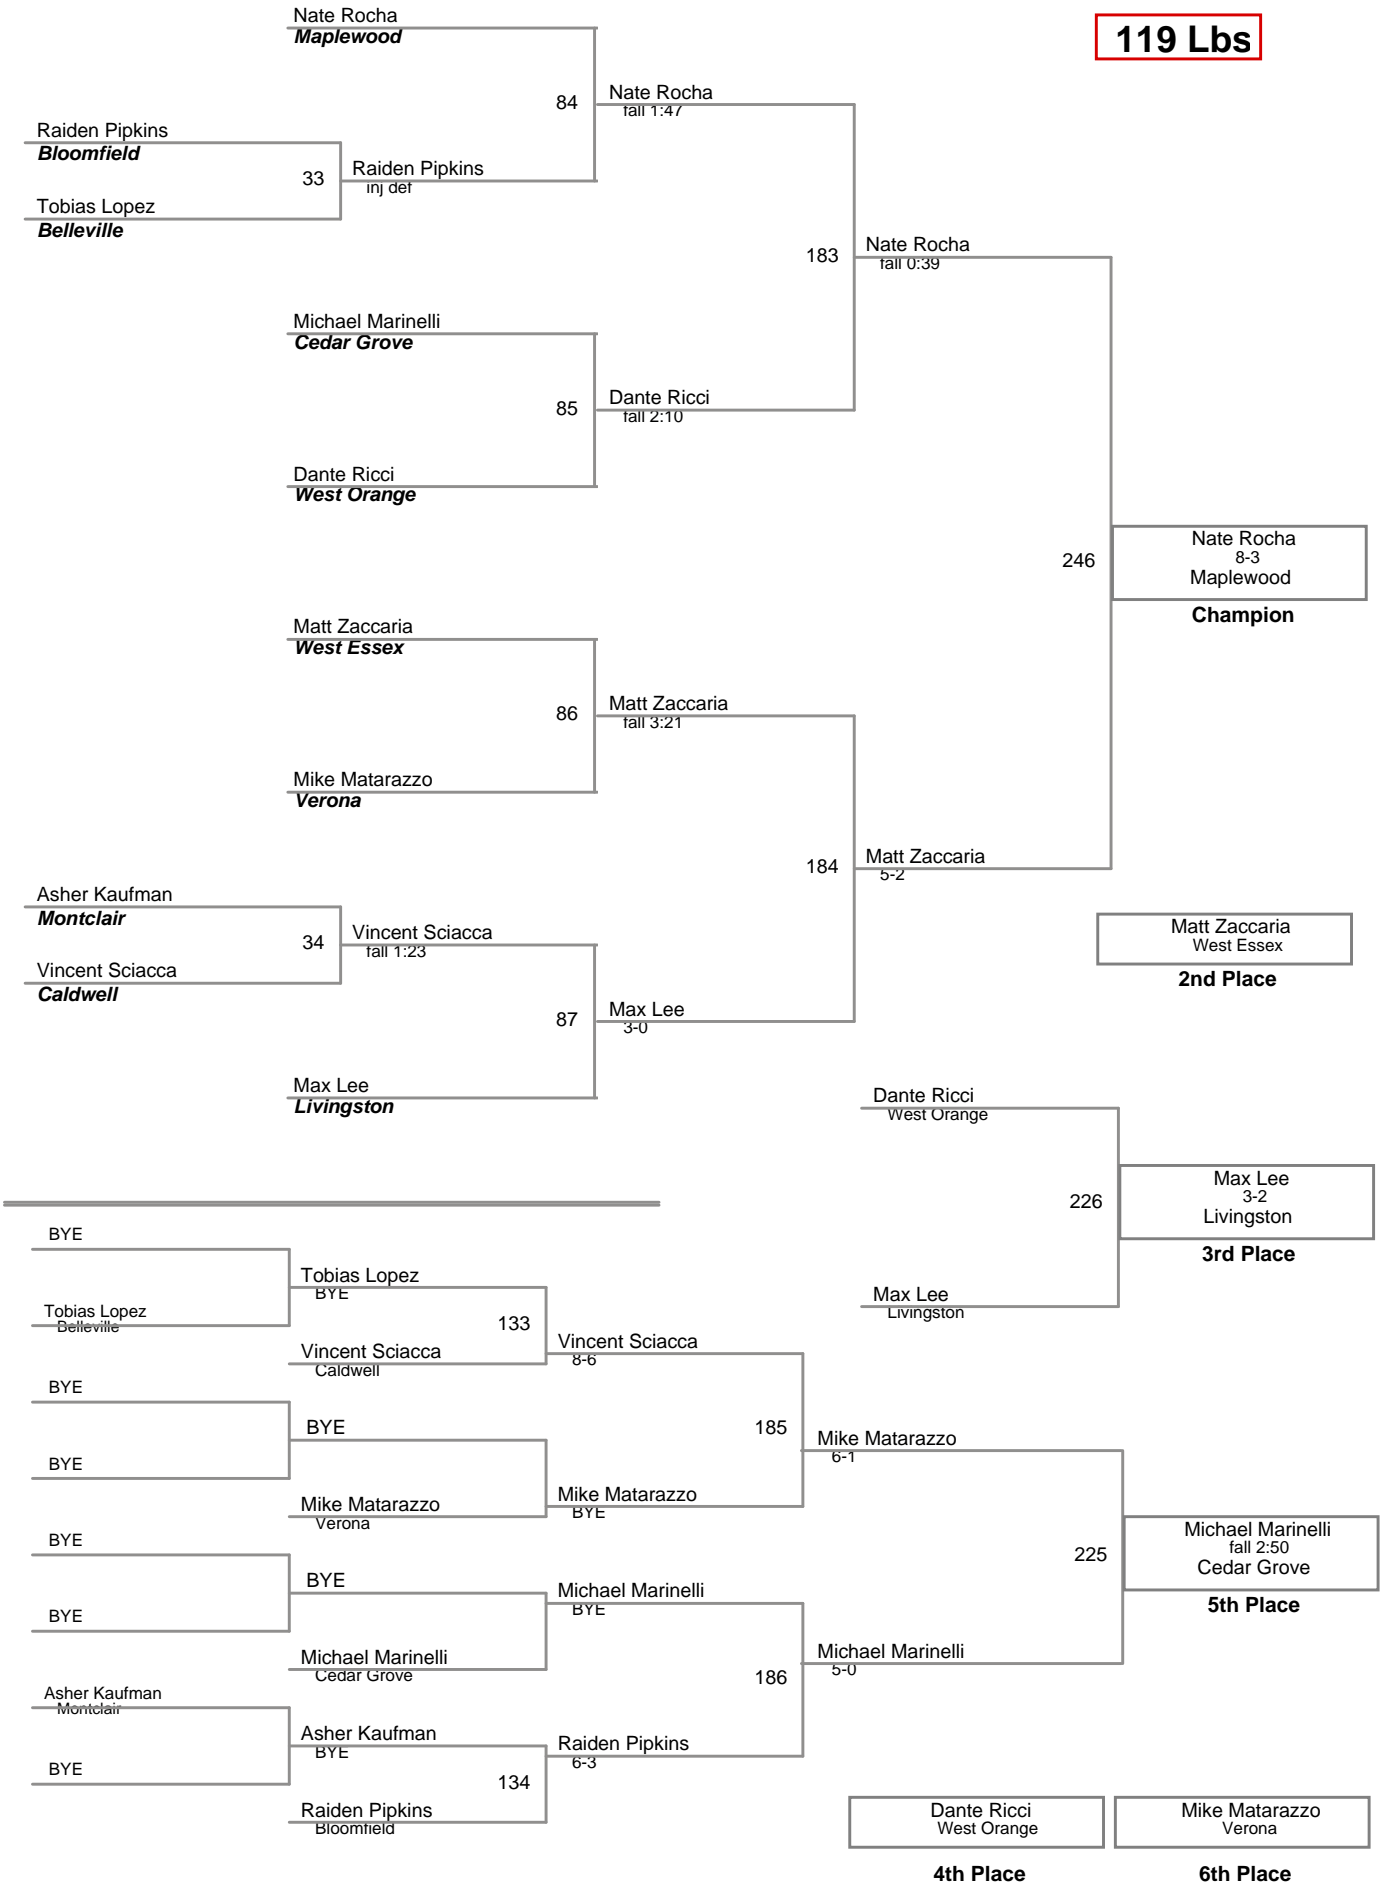 Nate Rocha
Maplewood
119 Lbs
84
Nate Rocha
fall 1:47
Raiden Pipkins
Bloomfield
33
Raiden Pipkins
inj def
Tobias Lopez
Belleville
183
Nate Rocha
fall 0:39
Michael Marinelli
Cedar Grove
85
Dante Ricci
fall 2:10
Dante Ricci
West Orange
246
Nate Rocha
8-3
Maplewood
Champion
Matt Zaccaria
West Essex
86
Matt Zaccaria
fall 3:21
Mike Matarazzo
Verona
184
Matt Zaccaria
5-2
Asher Kaufman
Montclair
34
Vincent Sciacca
fall 1:23
Vincent Sciacca
Caldwell
Matt Zaccaria
West Essex
2nd Place
87
Max Lee
3-0
Max Lee
Livingston
Dante Ricci
West Orange
226
Max Lee
3-2
Livingston
3rd Place
Max Lee
Livingston
BYE
Tobias Lopez
BYE
Tobias Lopez
Belleville
133
Vincent Sciacca
8-6
Vincent Sciacca
Caldwell
BYE
BYE
BYE
185
Mike Matarazzo
6-1
Mike Matarazzo
Verona
Mike Matarazzo
BYE
BYE
BYE
BYE
Michael Marinelli
BYE
225
Michael Marinelli
fall 2:50
Cedar Grove
5th Place
Michael Marinelli
Cedar Grove
186
Michael Marinelli
5-0
Asher Kaufman
Montclair
Asher Kaufman
BYE
BYE
134
Raiden Pipkins
6-3
Raiden Pipkins
Bloomfield
Dante Ricci
West Orange
4th Place
Mike Matarazzo
Verona
6th Place